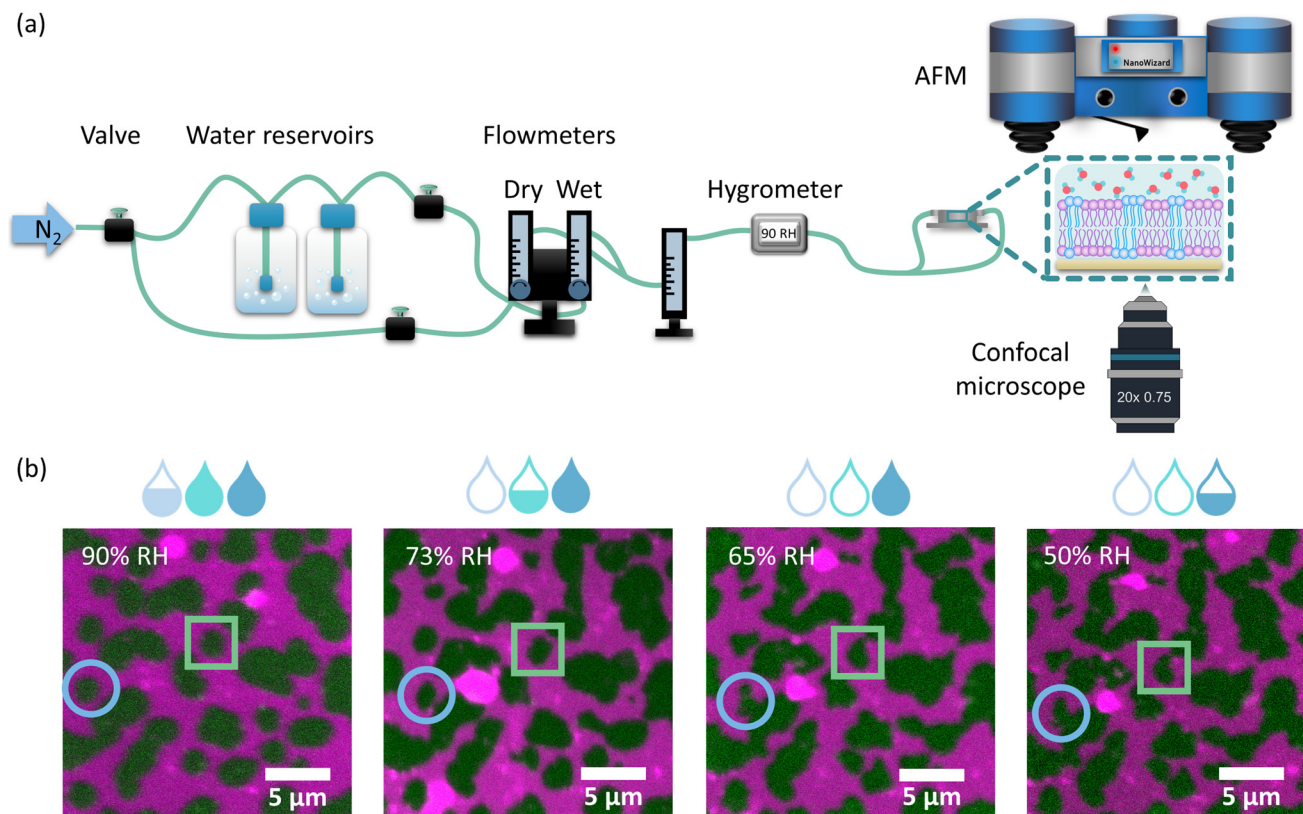 (a)
AFM
NanoWizard
Valve
Water reservoirs
Flowmeters
Dry Wet
Hygrometer
N2
90 RH
Confocal
microscope
20x 0.75
(b)
90% RH
73% RH
65% RH
50% RH
5 μm
5 μm
5 μm
5 μm